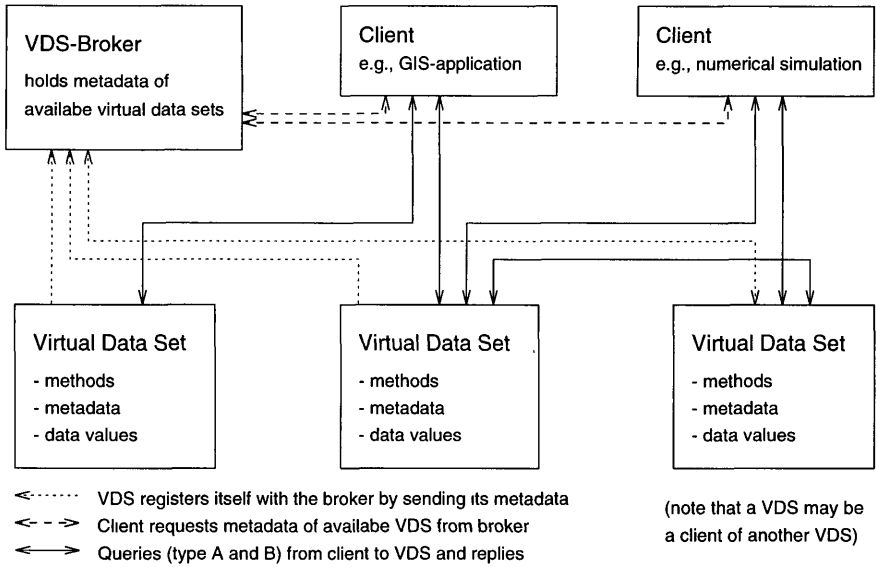 VDS-Broker
holds metadata of
availabe virtual data sets
Client
e.g., GIS-application
Client
e.g., numerical simulation
Virtual Data Set
- methods
- metadata
- data values
Virtual Data Set
- methods
- metadata
- data values
Virtual Data Set
- methods
- metadata
- data values
VDS registers itself with the broker by sending its metadata
Client requests metadata of availabe VDS from broker
Queries (type A and B) from client to VDS and replies
(note that a VDS may be
a client of another VDS)